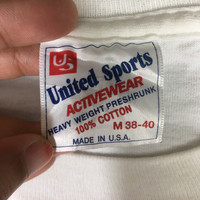 US
United Sports
ACTIVEWEAR
HEAVY WEIGHT PRESHRUNK
100% COTTON
M 38-40
MADE IN U.S.A.